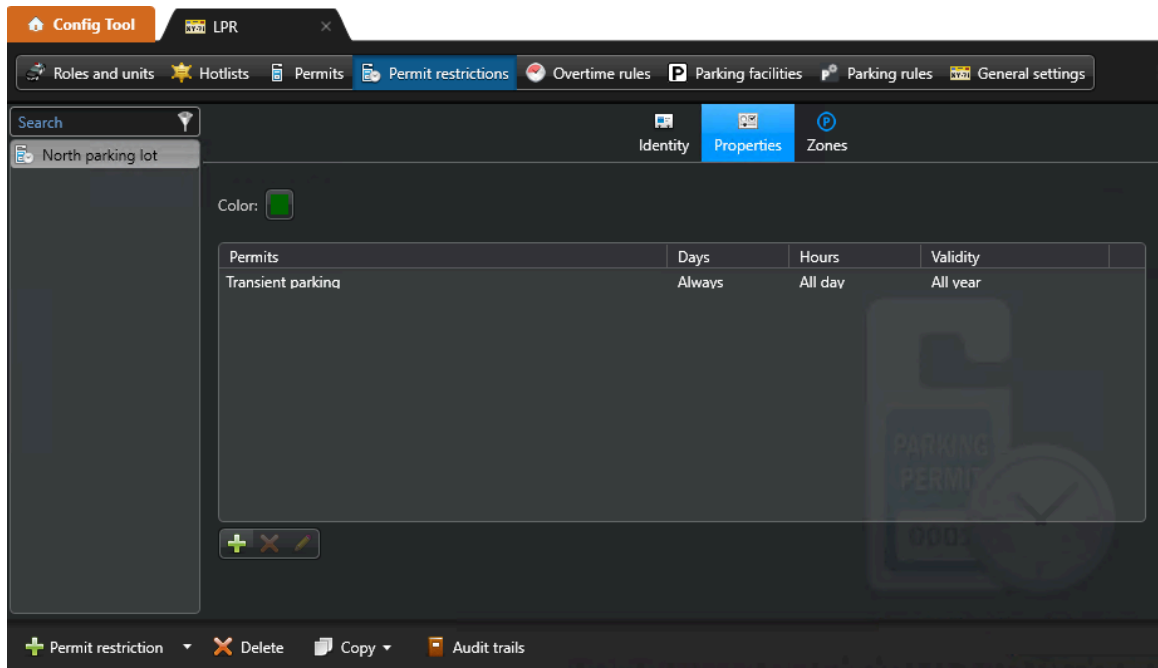 Config Tool
LPR
Roles and units Hotlists Permits Permit restrictions Overtime rules Parking facilities Parking rules General settings
Search
North parking lot
Identity Properties Zones
Color:
Permits Days Hours Validity
Transient parking Always All day All year
PARKING
PERMIT
Permit restriction Delete Copy Audit trails